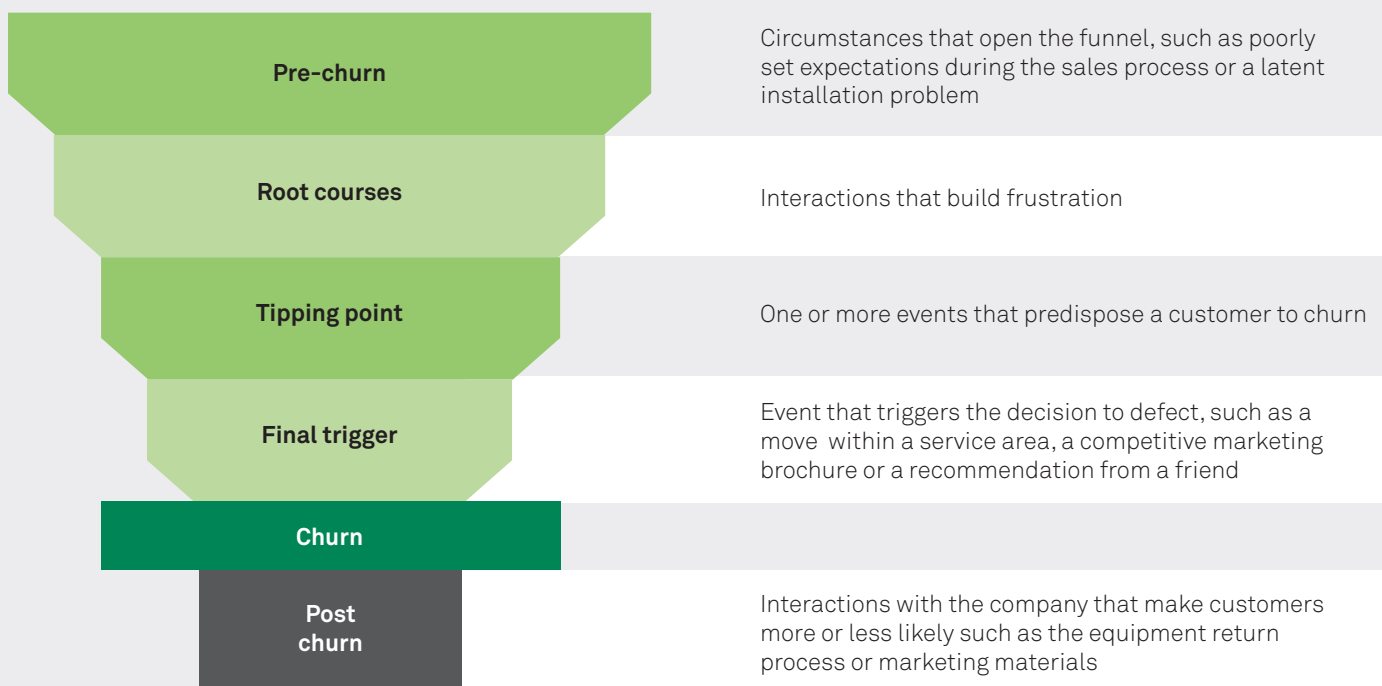 Pre-churn
Circumstances that open the funnel, such as poorly
set expectations during the sales process or a latent
installation problem
Root courses
Interactions that build frustration
Tipping point
One or more events that predispose a customer to churn
Final trigger
Event that triggers the decision to defect, such as a
move within a service area, a competitive marketing
brochure or a recommendation from a friend
Churn
Post
churn
Interactions with the company that make customers
more or less likely such as the equipment return
process or marketing materials